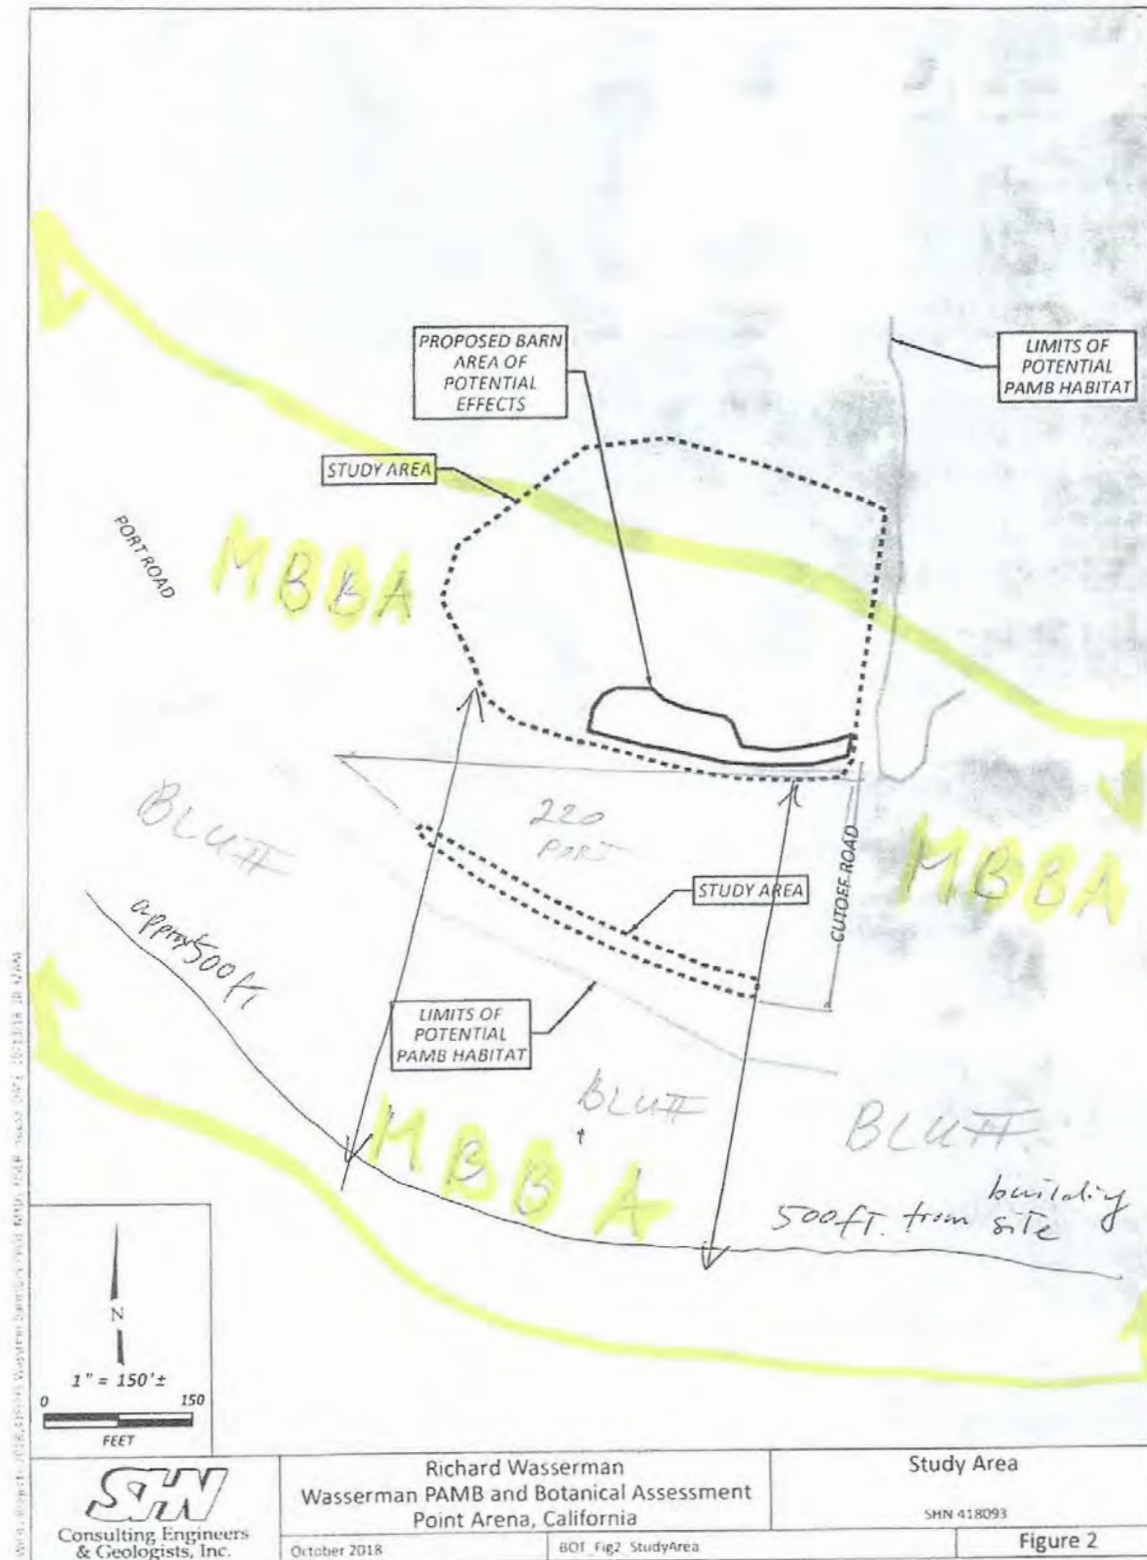 PROPOSED BARN
AREA OF
POTENTIAL
EFFECTS
LIMITS OF
POTENTIAL
PAMB HABITAT
STUDY AREA
PORT ROAD
MBBA
220
PORT
BLUFF
MBBA
STUDY AREA
CUTOFF ROAD
approx 500 ft
LIMITS OF
POTENTIAL
PAMB HABITAT
BLUFF
BLUFF
MBBA
building
500 ft. from site
N
1" = 150'±
0 150
FEET
SHN
Consulting Engineers
& Geologists, Inc.
Richard Wasserman
Wasserman PAMB and Botanical Assessment
Point Arena, California
Study Area
SHN 418093
October 2018
BOT_Fig2_StudyArea
Figure 2